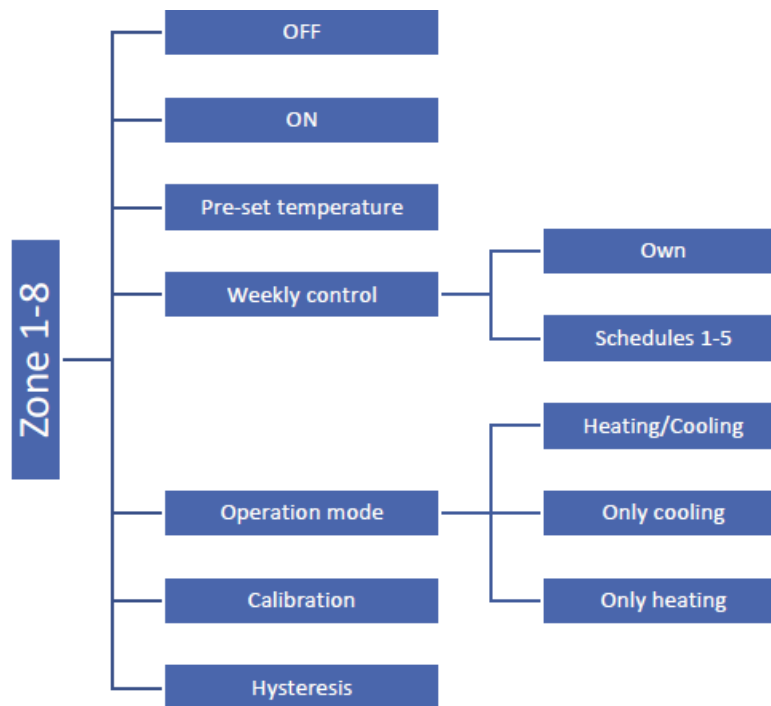 Zone 1-8
OFF
ON
Pre-set temperature
Weekly control
Own
Schedules 1-5
Operation mode
Heating/Cooling
Only cooling
Only heating
Calibration
Hysteresis